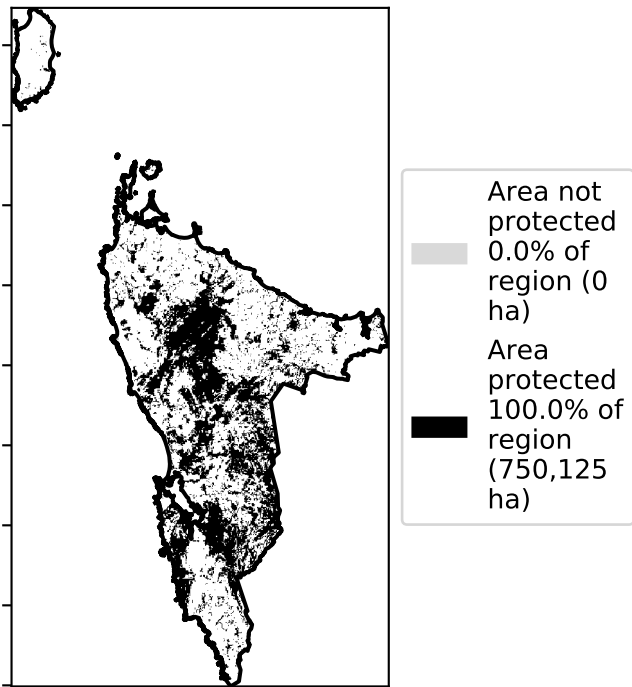 Area not
protected
0.0% of
region (0
ha)
Area
protected
100.0% of
region
(750,125
ha)